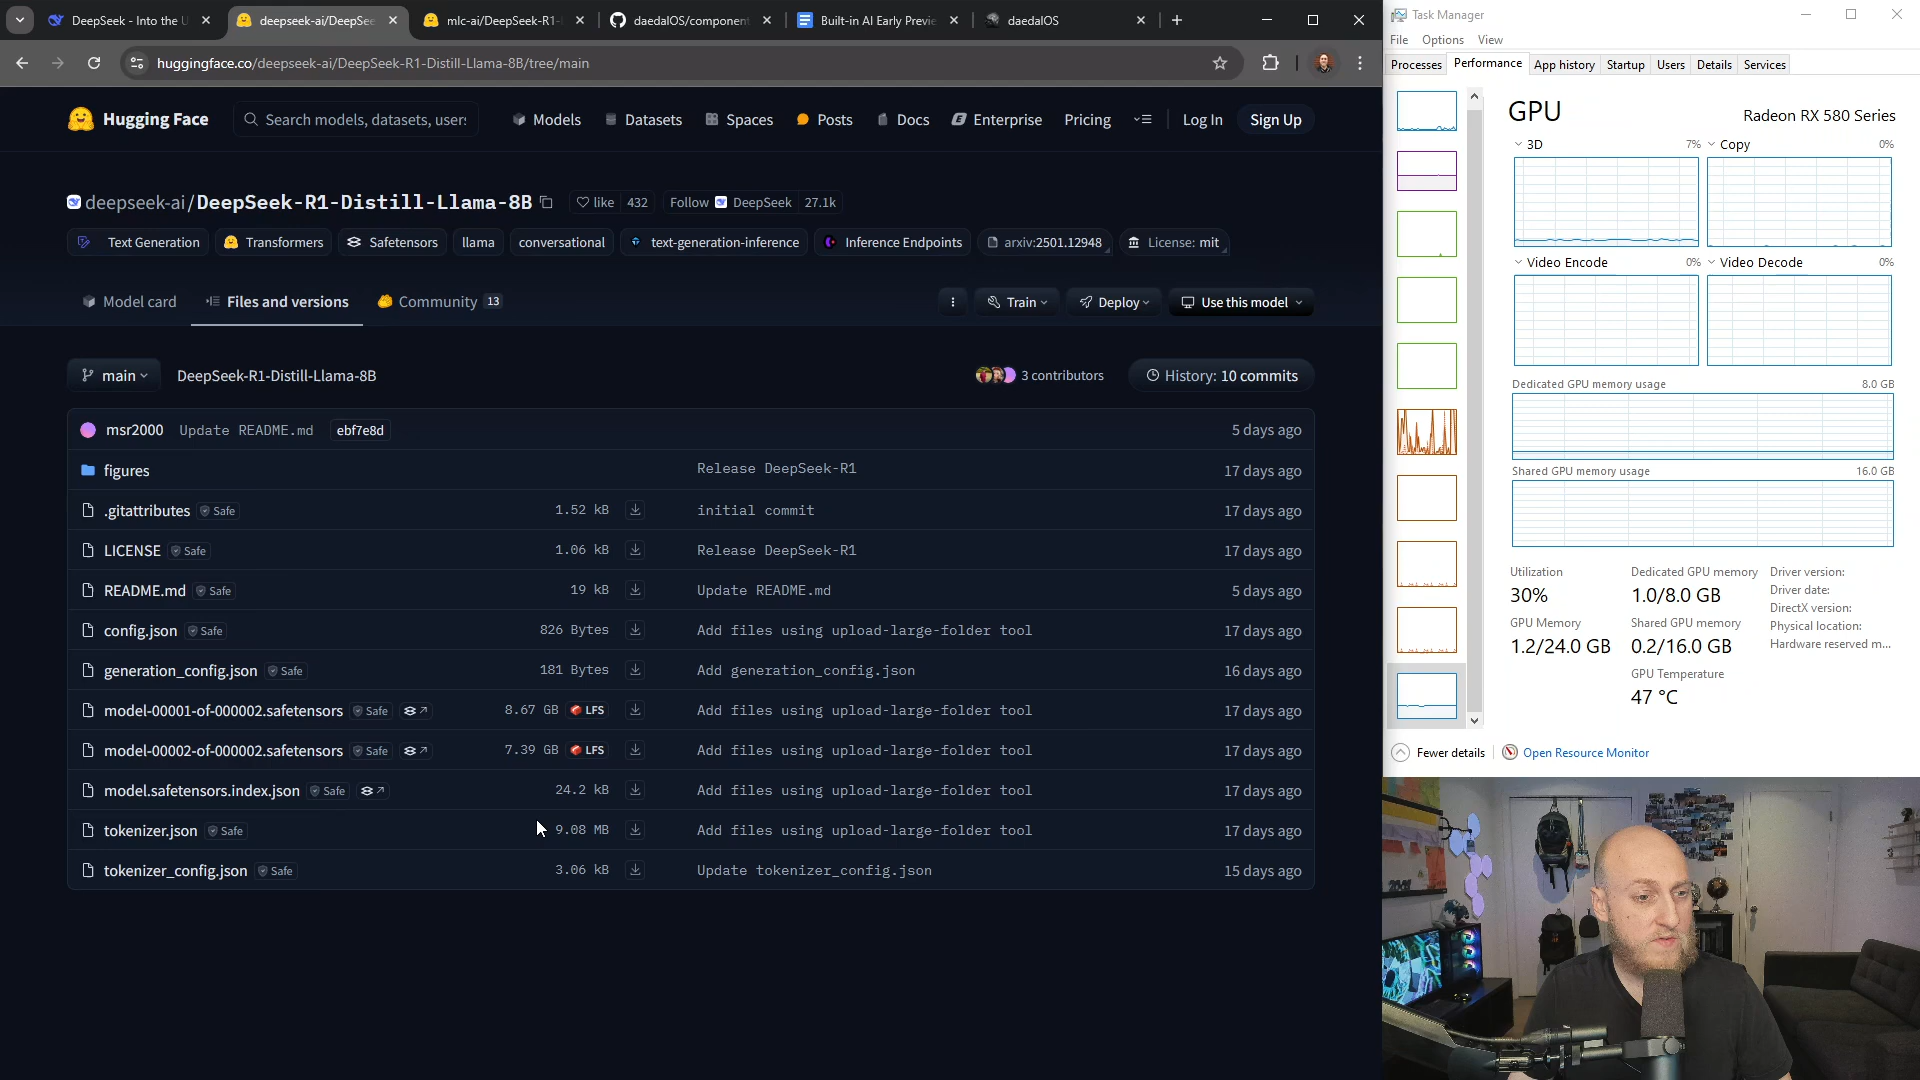 DeepSeek - Into the U
deepseek-ai/DeepSee
mlc-ai/DeepSeek-R1-
daedalOS/component
Built-in AI Early Previe
daedalOS
huggingface.co/deepseek-ai/DeepSeek-R1-Distill-Llama-8B/tree/main
Hugging Face
Search models, datasets, users
Models
Datasets
Spaces
Posts
Docs
Enterprise
Pricing
Log In
Sign Up
deepseek-ai/DeepSeek-R1-Distill-Llama-8B
like 432
Follow DeepSeek 27.1k
Text Generation
Transformers
Safetensors
llama
conversational
text-generation-inference
Inference Endpoints
arxiv:2501.12948
License: mit
Model card
Files and versions
Community 13
Train
Deploy
Use this model
main
DeepSeek-R1-Distill-Llama-8B
3 contributors
History: 10 commits
msr2000 Update README.md ebf7e8d 5 days ago
figures Release DeepSeek-R1 17 days ago
.gitattributes Safe 1.52 kB initial commit 17 days ago
LICENSE Safe 1.06 kB Release DeepSeek-R1 17 days ago
README.md Safe 19 kB Update README.md 5 days ago
config.json Safe 826 Bytes Add files using upload-large-folder tool 17 days ago
generation_config.json Safe 181 Bytes Add generation_config.json 16 days ago
model-00001-of-000002.safetensors Safe 8.67 GB LFS Add files using upload-large-folder tool 17 days ago
model-00002-of-000002.safetensors Safe 7.39 GB LFS Add files using upload-large-folder tool 17 days ago
model.safetensors.index.json Safe 24.2 kB Add files using upload-large-folder tool 17 days ago
tokenizer.json Safe 9.08 MB Add files using upload-large-folder tool 17 days ago
tokenizer_config.json Safe 3.06 kB Update tokenizer_config.json 15 days ago
Task Manager
File Options View
Processes Performance App history Startup Users Details Services
GPU
Radeon RX 580 Series
3D 7% Copy 0%
Video Encode 0% Video Decode 0%
Dedicated GPU memory usage 8.0 GB
Shared GPU memory usage 16.0 GB
Utilization
30%
GPU Memory
1.2/24.0 GB
Dedicated GPU memory
1.0/8.0 GB
Shared GPU memory
0.2/16.0 GB
GPU Temperature
47 °C
Driver version:
Driver date:
DirectX version:
Physical location:
Hardware reserved m...
Fewer details
Open Resource Monitor